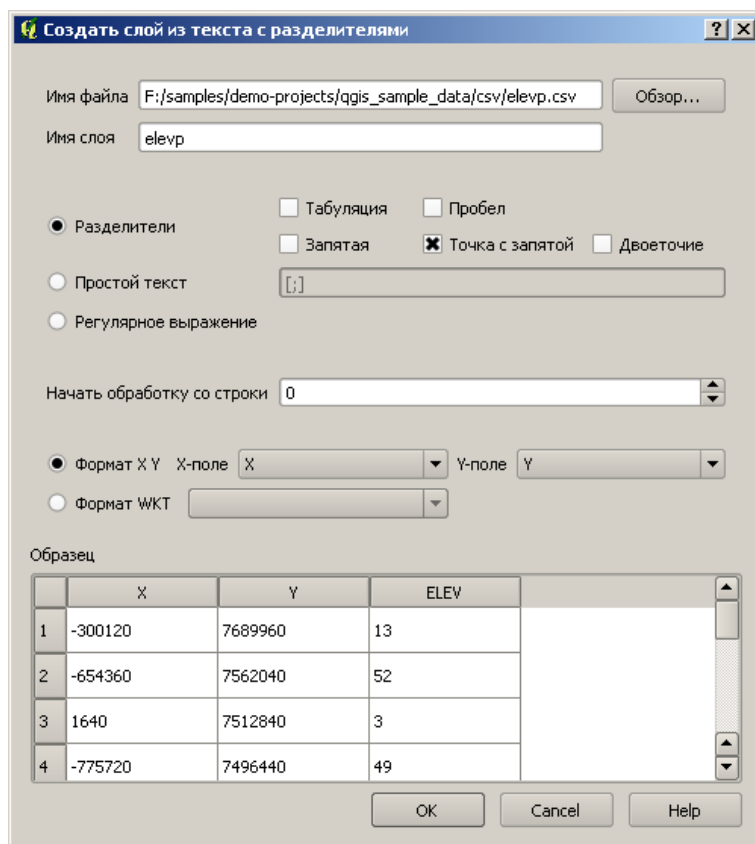 Создать слой из текста с разделителями
Имя файла F:/samples/demo-projects/qgis_sample_data/csv/elevp.csv Обзор...
Имя слоя elevp
Табуляция Пробел
Разделители
Запятая Точка с запятой Двоеточие
Простой текст [;]
Регулярное выражение
Начать обработку со строки 0
Формат X Y X-поле X Y-поле Y
Формат WKT
Образец
X Y ELEV
1 -300120 7689960 13
2 -654360 7562040 52
3 1640 7512840 3
4 -775720 7496440 49
OK Cancel Help